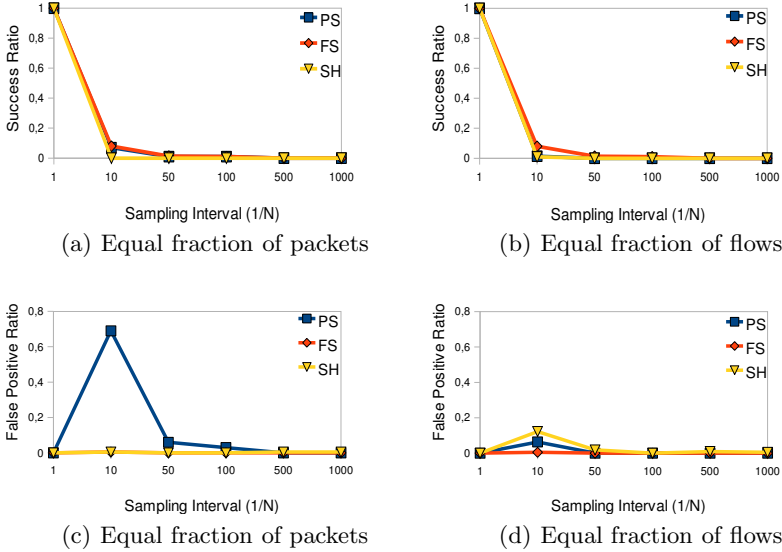 1
0,8
0,6
0,4
0,2
0
Success Ratio
PS
FS
SH
1 10 50 100 500 1000
Sampling Interval (1/N)
(a) Equal fraction of packets
1
0,8
0,6
0,4
0,2
0
Success Ratio
PS
FS
SH
1 10 50 100 500 1000
Sampling Interval (1/N)
(b) Equal fraction of flows
0,8
0,6
0,4
0,2
0
False Positive Ratio
PS
FS
SH
1 10 50 100 500 1000
Sampling Interval (1/N)
(c) Equal fraction of packets
0,8
0,6
0,4
0,2
0
False Positive Ratio
PS
FS
SH
1 10 50 100 500 1000
Sampling Interval (1/N)
(d) Equal fraction of flows